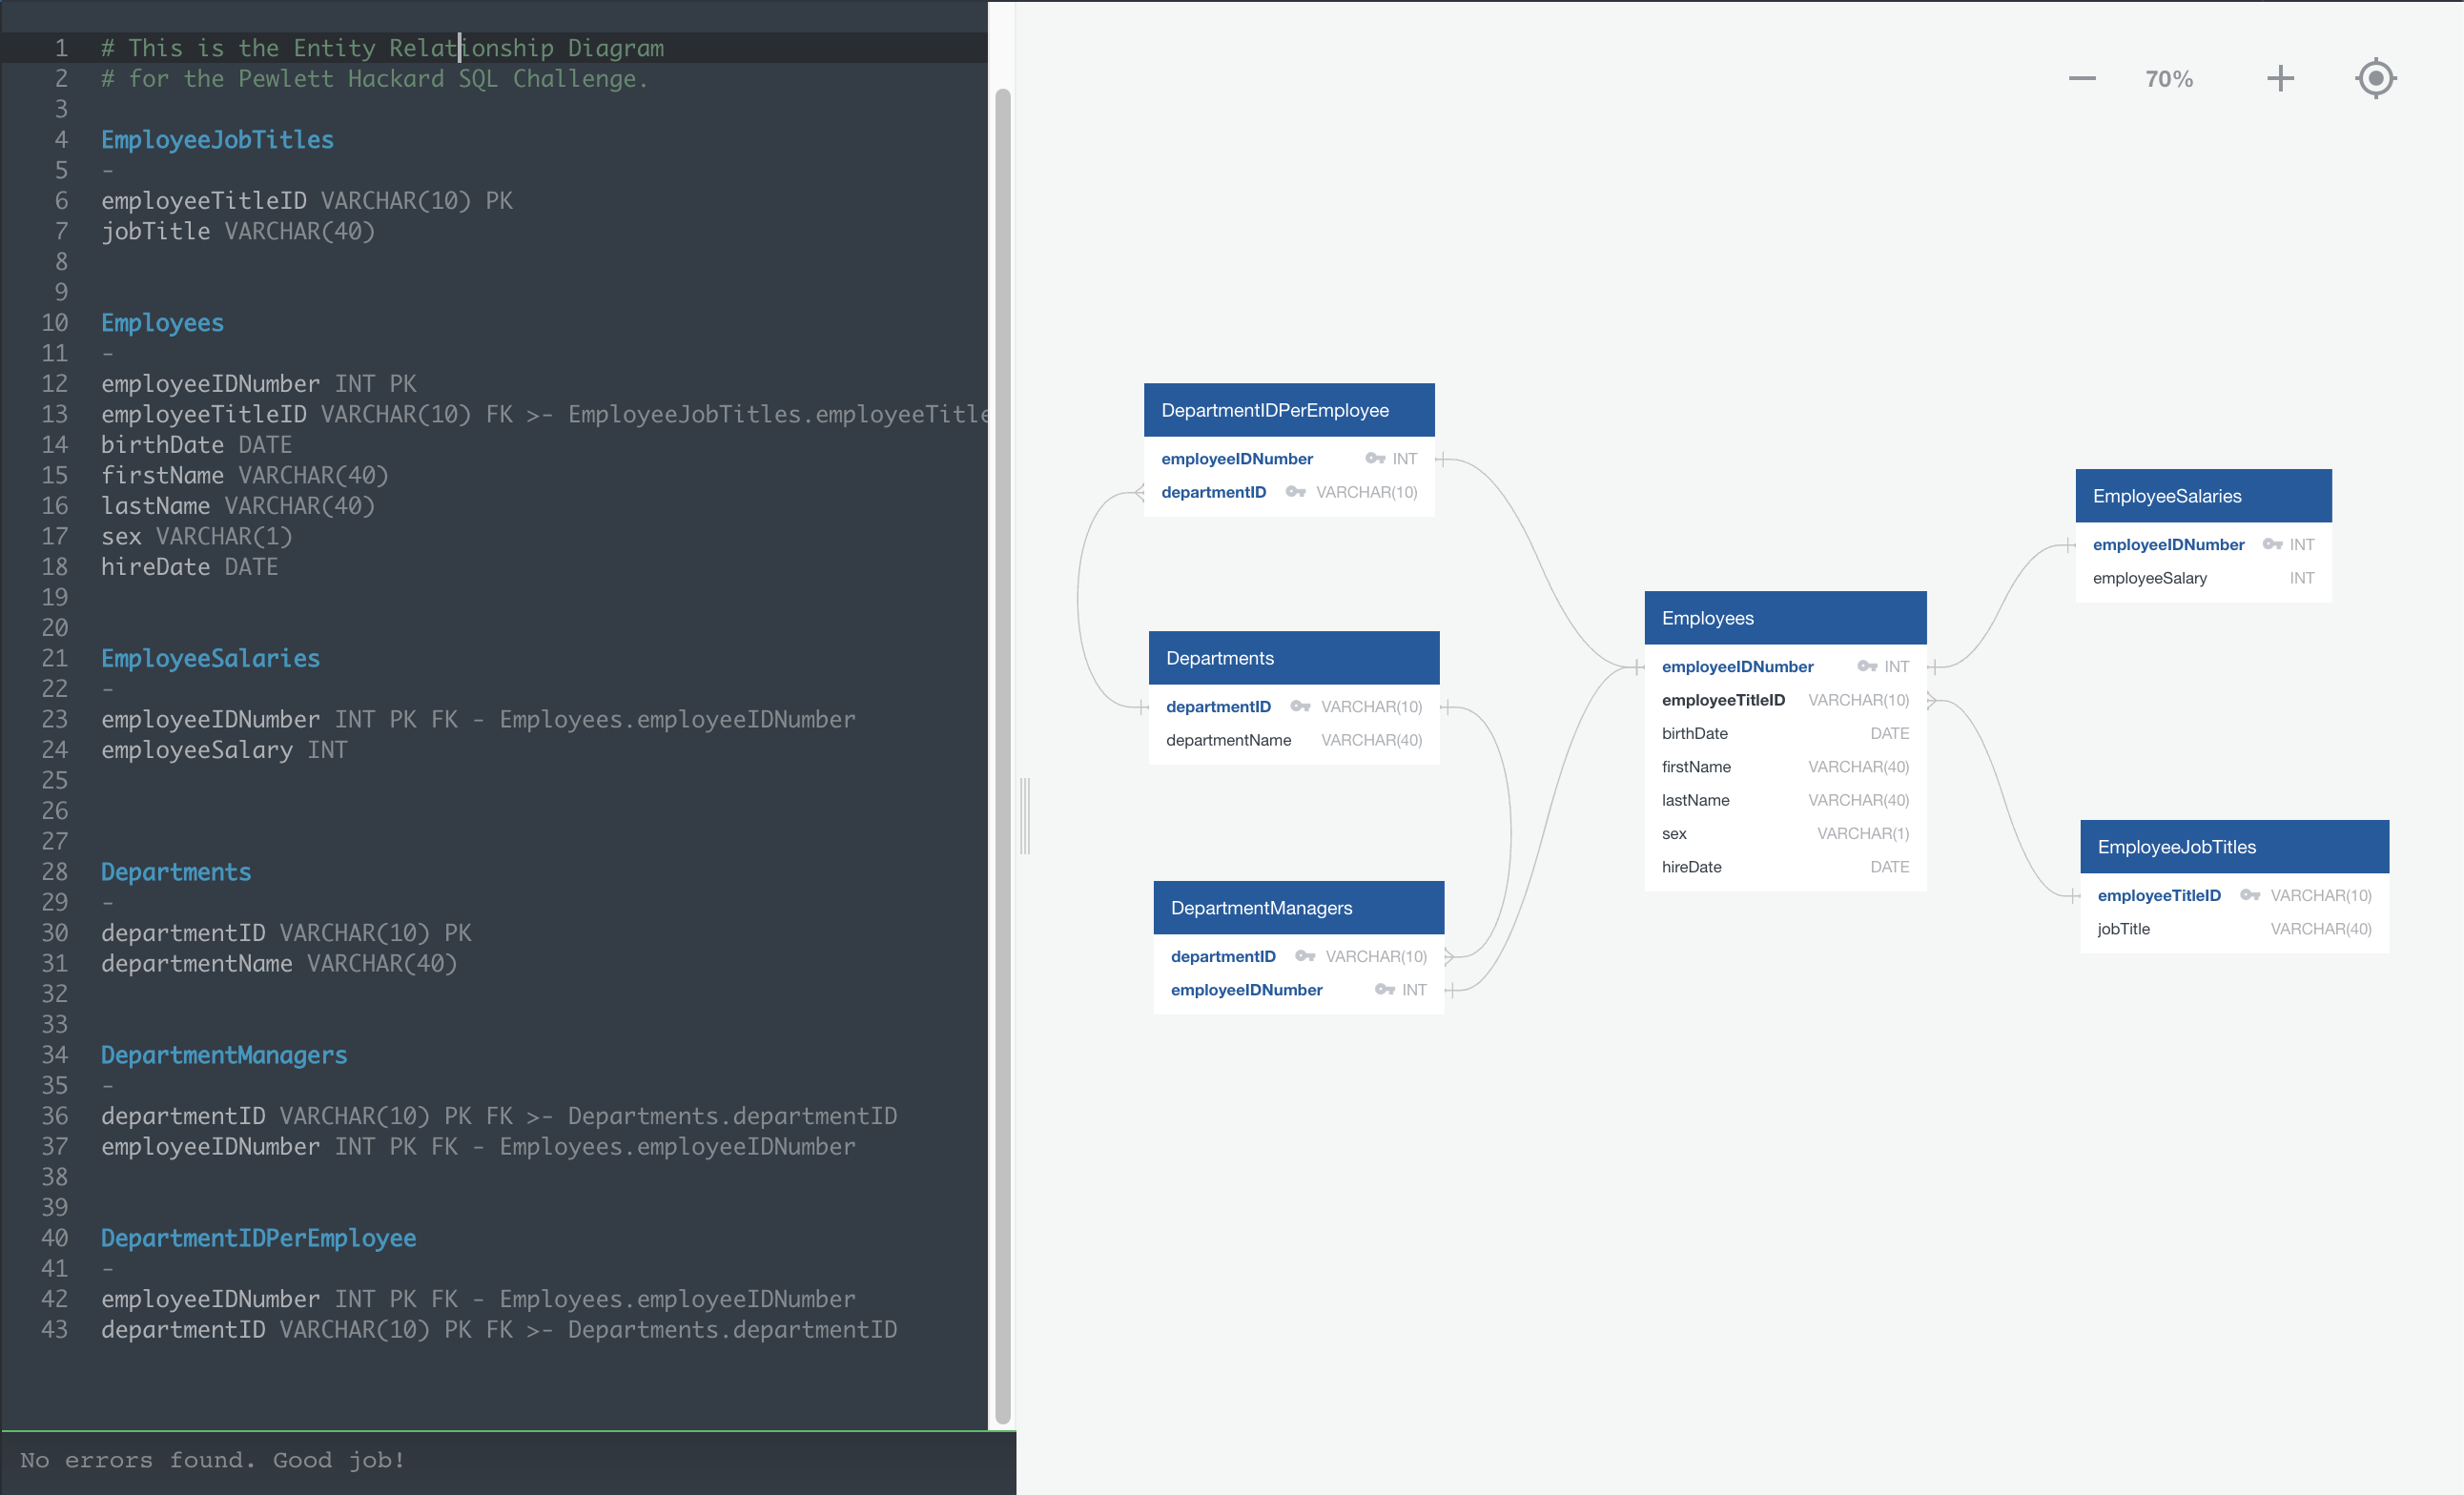 1 # This is the Entity Relationship Diagram
2 # for the Pewlett Hackard SQL Challenge.
3
4 EmployeeJobTitles
5 -
6 employeeTitleID VARCHAR(10) PK
7 jobTitle VARCHAR(40)
8
9
10 Employees
11 -
12 employeeIDNumber INT PK
13 employeeTitleID VARCHAR(10) FK >- EmployeeJobTitles.employeeTitle
14 birthDate DATE
15 firstName VARCHAR(40)
16 lastName VARCHAR(40)
17 sex VARCHAR(1)
18 hireDate DATE
19
20
21 EmployeeSalaries
22 -
23 employeeIDNumber INT PK FK - Employees.employeeIDNumber
24 employeeSalary INT
25
26
27
28 Departments
29 -
30 departmentID VARCHAR(10) PK
31 departmentName VARCHAR(40)
32
33
34 DepartmentManagers
35 -
36 departmentID VARCHAR(10) PK FK >- Departments.departmentID
37 employeeIDNumber INT PK FK - Employees.employeeIDNumber
38
39
40 DepartmentIDPerEmployee
41 -
42 employeeIDNumber INT PK FK - Employees.employeeIDNumber
43 departmentID VARCHAR(10) PK FK >- Departments.departmentID
No errors found. Good job!
70%
DepartmentIDPerEmployee
employeeIDNumber INT
departmentID VARCHAR(10)
Departments
departmentID VARCHAR(10)
departmentName VARCHAR(40)
DepartmentManagers
departmentID VARCHAR(10)
employeeIDNumber INT
Employees
employeeIDNumber INT
employeeTitleID VARCHAR(10)
birthDate DATE
firstName VARCHAR(40)
lastName VARCHAR(40)
sex VARCHAR(1)
hireDate DATE
EmployeeSalaries
employeeIDNumber INT
employeeSalary INT
EmployeeJobTitles
employeeTitleID VARCHAR(10)
jobTitle VARCHAR(40)